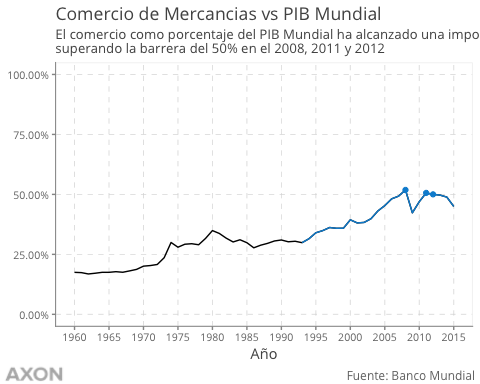 Comercio de Mercancias vs PIB Mundial
El comercio como porcentaje del PIB Mundial ha alcanzado una impo
superando la barrera del 50% en el 2008, 2011 y 2012
100.00%
75.00%
50.00%
25.00%
0.00%
1960 1965 1970 1975 1980 1985 1990 1995 2000 2005 2010 2015
Año
AXON Fuente: Banco Mundial